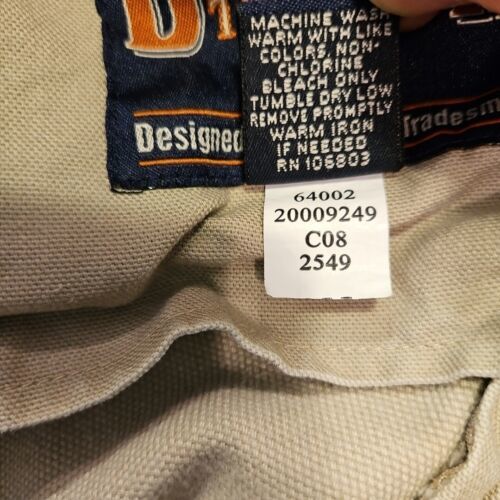 MACHINE WASH
WARM WITH LIKE
COLORS, NON-
CHLORINE
BLEACH ONLY
TUMBLE DRY LOW
REMOVE PROMPTLY
WARM IRON
IF NEEDED
RN 106803
Designed
Tradesm
64002
20009249
C08
2549